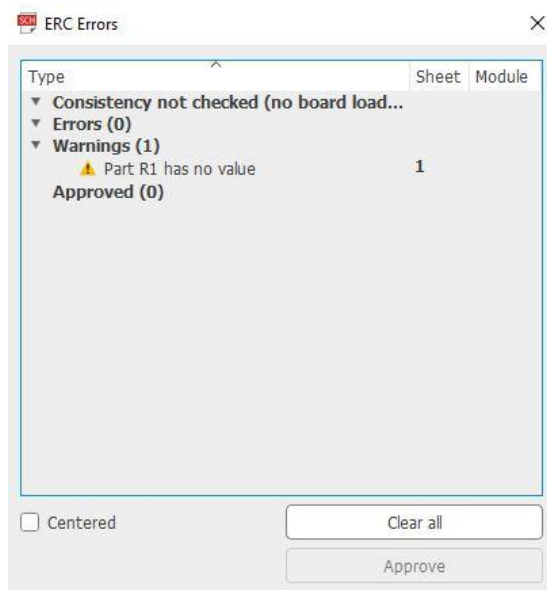 SCH
ERC Errors
Type Sheet Module
Consistency not checked (no board load...
Errors (0)
Warnings (1)
Part R1 has no value 1
Approved (0)
Centered
Clear all
Approve